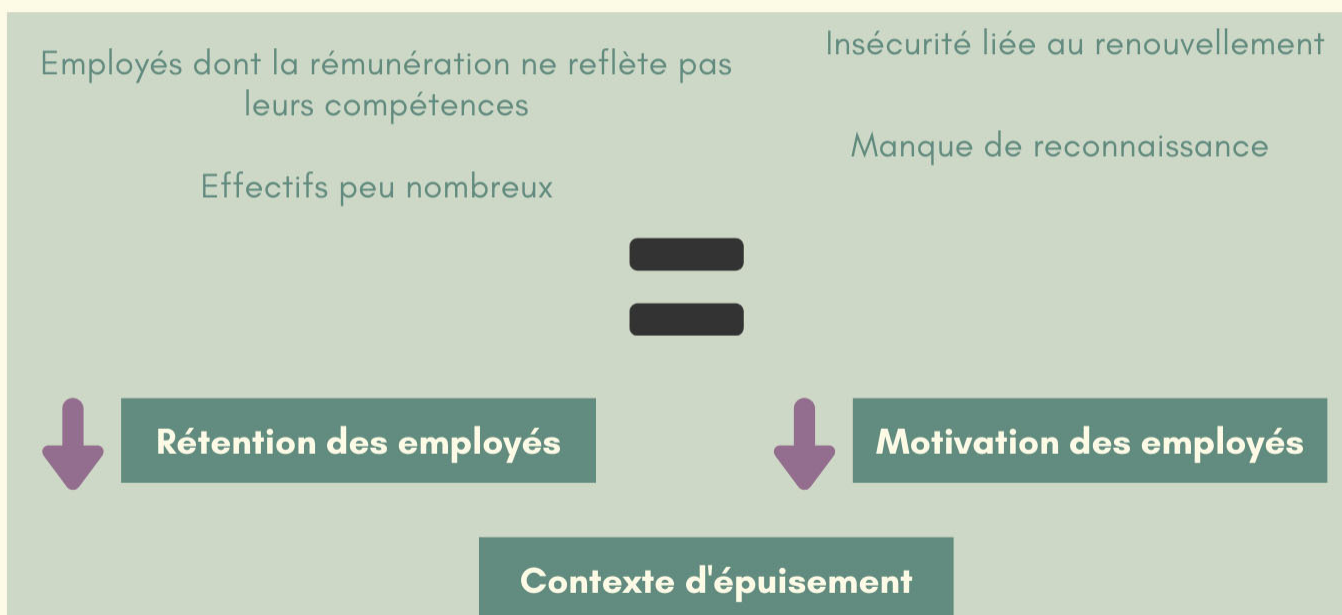 Employés dont la rémunération ne reflète pas
leurs compétences
Effectifs peu nombreux
Insécurité liée au renouvellement
Manque de reconnaissance
Rétention des employés
Motivation des employés
Contexte d'épuisement